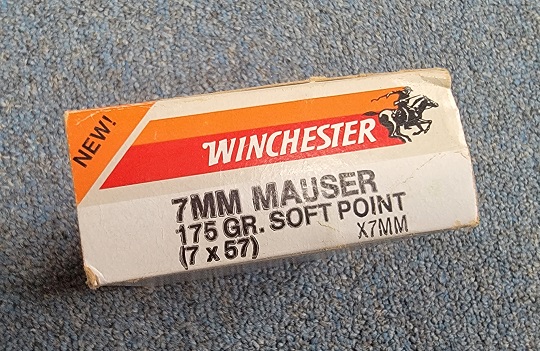 NEW!
WINCHESTER
7MM MAUSER
175 GR. SOFT POINT
(7 x 57) X7MM